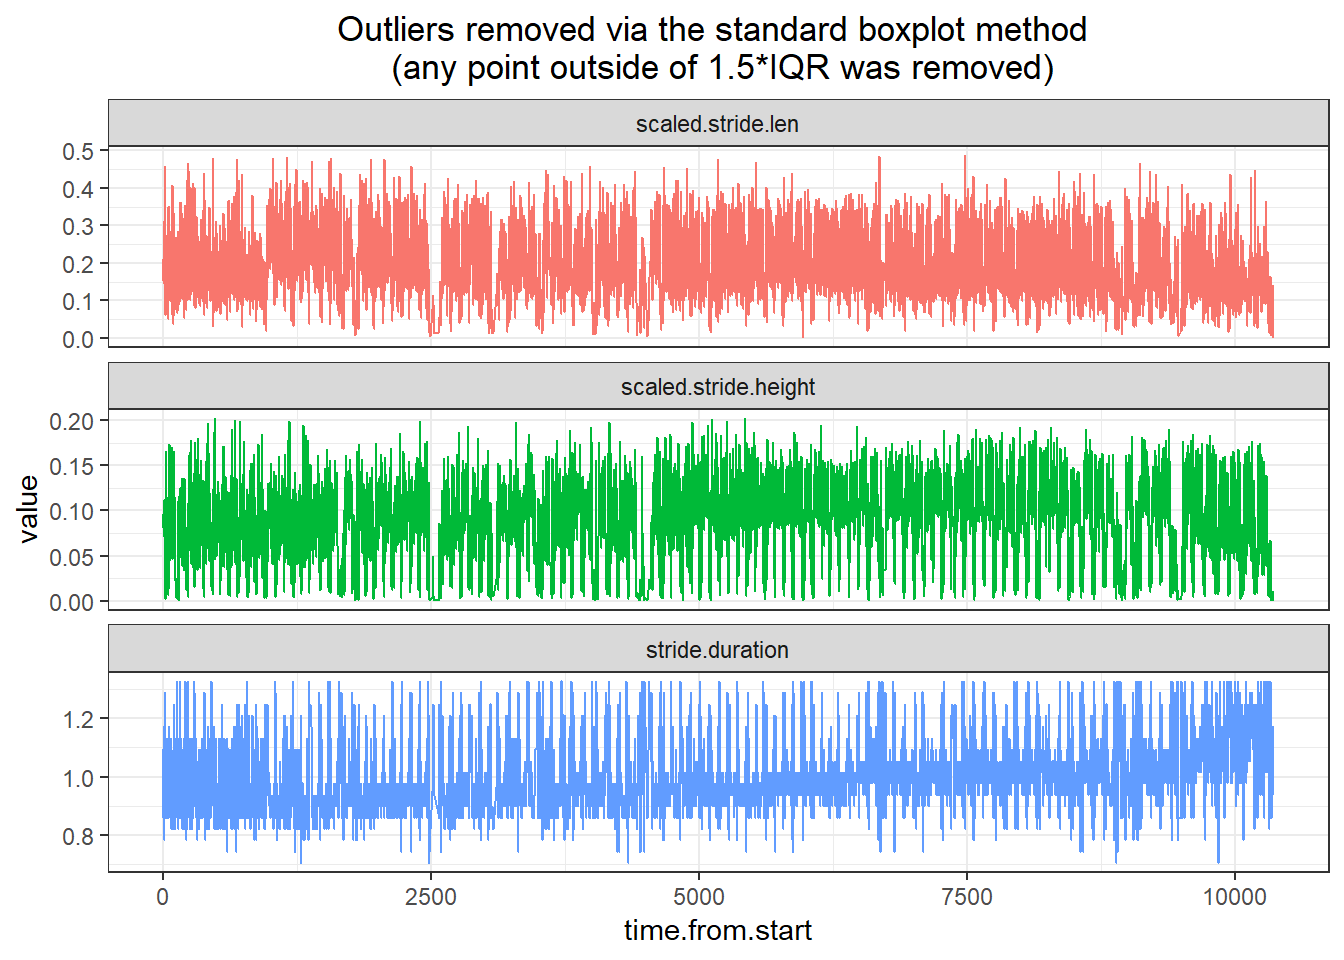 Outliers removed via the standard boxplot method
(any point outside of 1.5*IQR was removed)
scaled.stride.len
0.5
0.4
0.3
0.2
0.1
0.0
scaled.stride.height
0.20
0.15
0.10
0.05
0.00
value
stride.duration
1.2
1.0
0.8
0 2500 5000 7500 10000
time.from.start